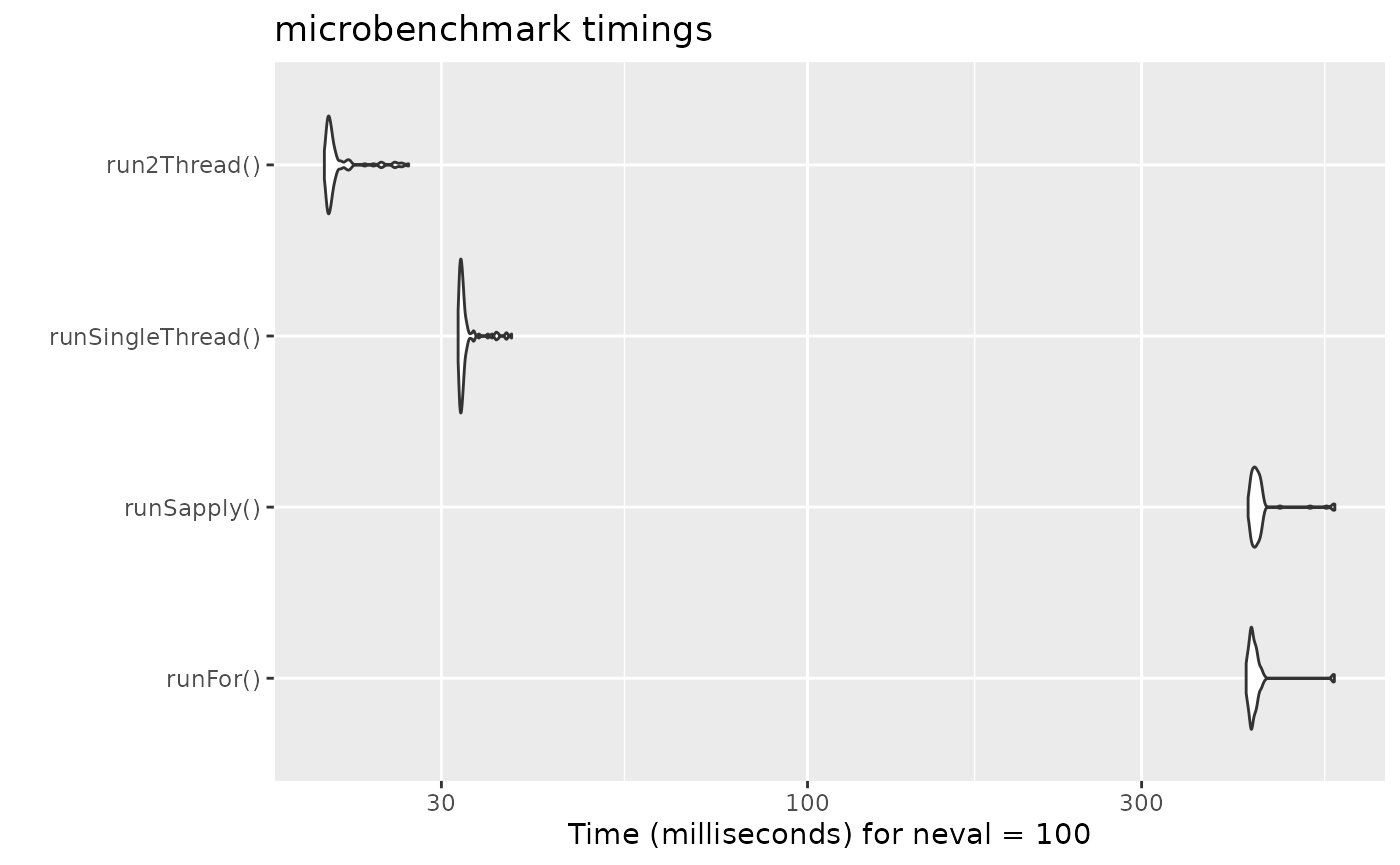 microbenchmark timings
run2Thread()
runSingleThread()
runSapply()
runFor()
30 100 300
Time (milliseconds) for neval = 100